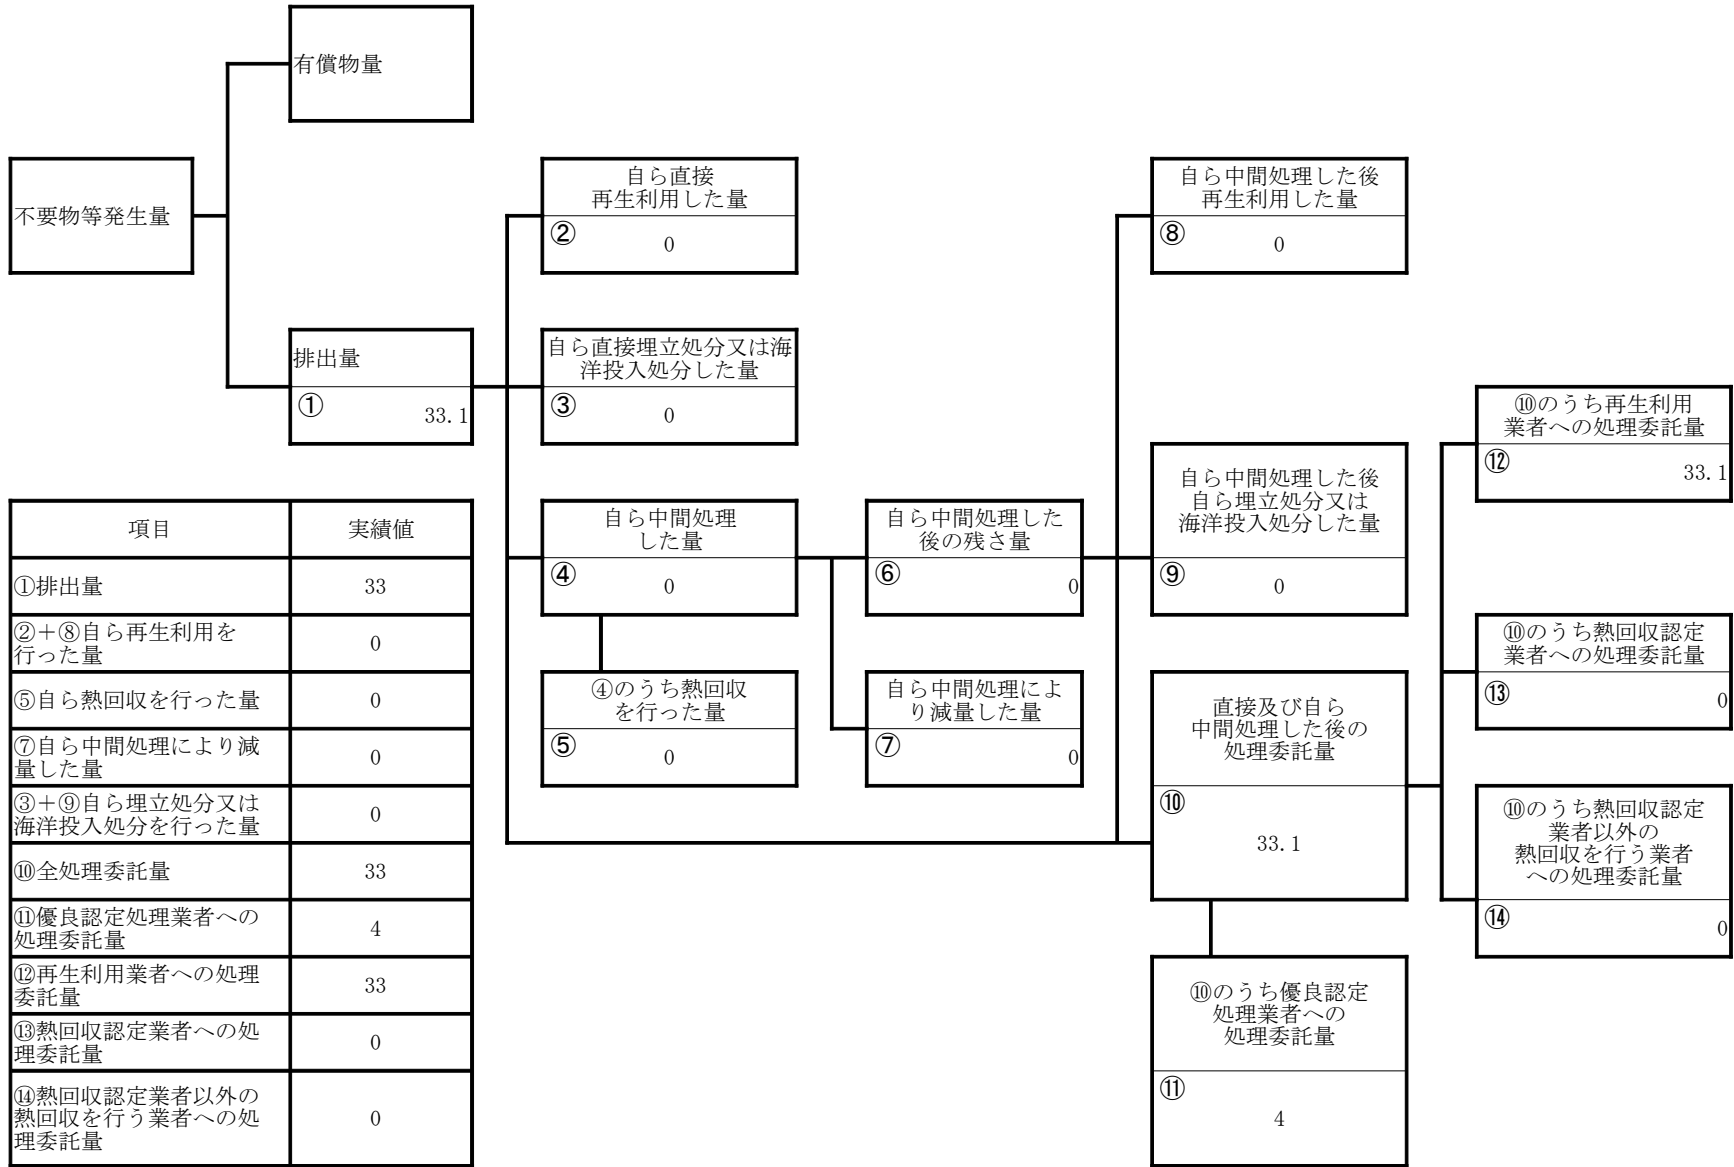 有償物量
不要物等発生量
排出量
①
33.1
自ら直接
再生利用した量
②
0
自ら直接埋立処分又は海
洋投入処分した量
③
0
自ら中間処理
した量
④
0
④のうち熱回収
を行った量
⑤
0
自ら中間処理した
後の残さ量
⑥
0
自ら中間処理によ
り減量した量
⑦
0
自ら中間処理した後
再生利用した量
⑧
0
自ら中間処理した後
自ら埋立処分又は
海洋投入処分した量
⑨
0
直接及び自ら
中間処理した後の
処理委託量
⑩
33.1
⑩のうち優良認定
処理業者への
処理委託量
⑪
4
⑩のうち再生利用
業者への処理委託量
⑫
33.1
⑩のうち熱回収認定
業者への処理委託量
⑬
0
⑩のうち熱回収認定
業者以外の
熱回収を行う業者
への処理委託量
⑭
0
項目 実績値
①排出量 33
②＋⑧自ら再生利用を
行った量 0
⑤自ら熱回収を行った量 0
⑦自ら中間処理により減
量した量 0
③＋⑨自ら埋立処分又は
海洋投入処分を行った量 0
⑩全処理委託量 33
⑪優良認定処理業者への
処理委託量 4
⑫再生利用業者への処理
委託量 33
⑬熱回収認定業者への処
理委託量 0
⑭熱回収認定業者以外の
熱回収を行う業者への処
理委託量 0